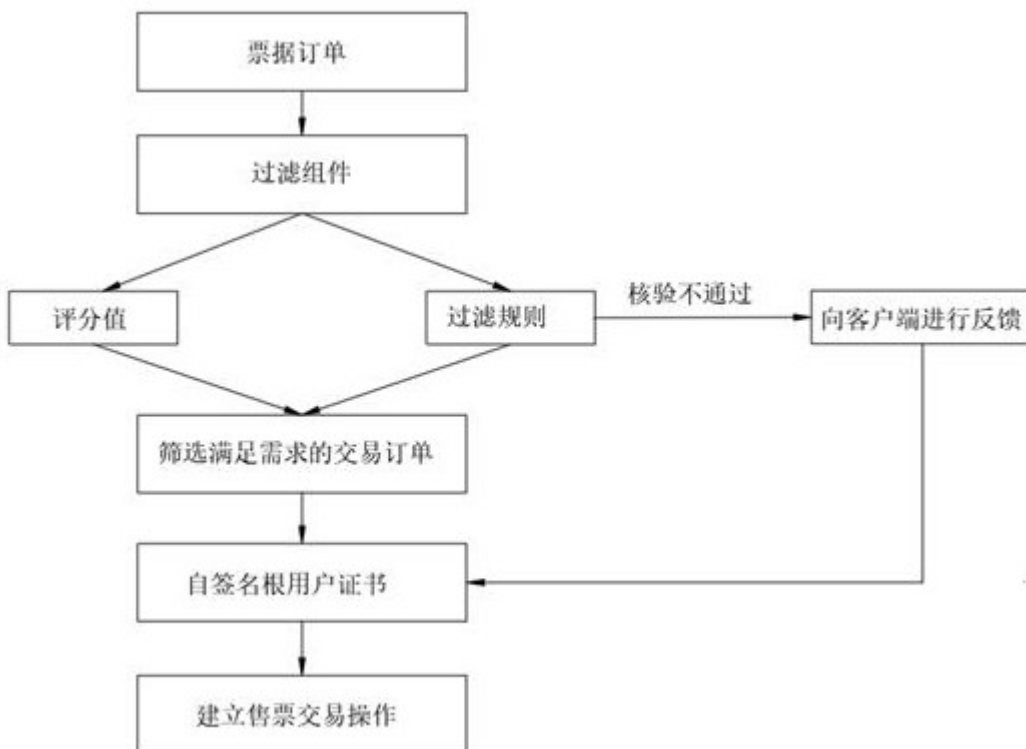 票据订单
过滤组件
评分值
过滤规则
核验不通过
向客户端进行反馈
筛选满足需求的交易订单
自签名根用户证书
建立售票交易操作